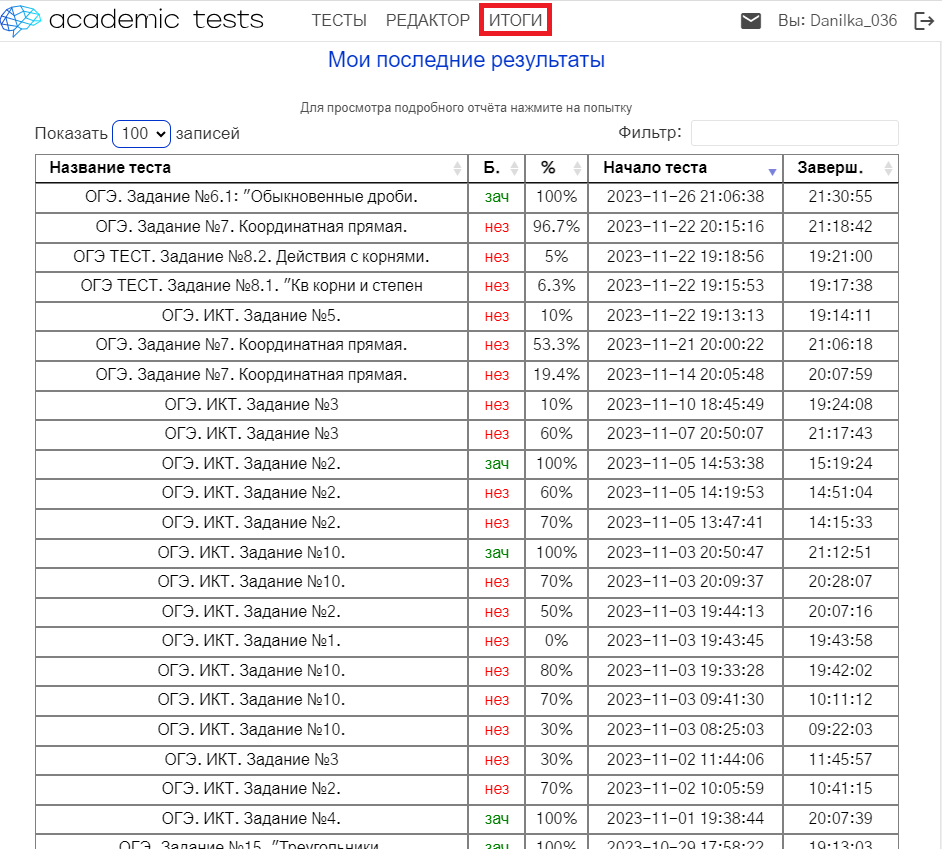 academic tests ТЕСТЫ РЕДАКТОР ИТОГИ Вы: Danilka_036
Мои последние результаты
Для просмотра подробного отчёта нажмите на попытку
Показать 100 записей Фильтр:
Название теста Б. % Начало теста Заверш.
ОГЭ. Задание №6.1: "Обыкновенные дроби. зач 100% 2023-11-26 21:06:38 21:30:55
ОГЭ. Задание №7. Координатная прямая. нез 96.7% 2023-11-22 20:15:16 21:18:42
ОГЭ ТЕСТ. Задание №8.2. Действия с корнями. нез 5% 2023-11-22 19:18:56 19:21:00
ОГЭ ТЕСТ. Задание №8.1. "Кв корни и степен нез 6.3% 2023-11-22 19:15:53 19:17:38
ОГЭ. ИКТ. Задание №5. нез 10% 2023-11-22 19:13:13 19:14:11
ОГЭ. Задание №7. Координатная прямая. нез 53.3% 2023-11-21 20:00:22 21:06:18
ОГЭ. Задание №7. Координатная прямая. нез 19.4% 2023-11-14 20:05:48 20:07:59
ОГЭ. ИКТ. Задание №3 нез 10% 2023-11-10 18:45:49 19:24:08
ОГЭ. ИКТ. Задание №3 нез 60% 2023-11-07 20:50:07 21:17:43
ОГЭ. ИКТ. Задание №2. зач 100% 2023-11-05 14:53:38 15:19:24
ОГЭ. ИКТ. Задание №2. нез 60% 2023-11-05 14:19:53 14:51:04
ОГЭ. ИКТ. Задание №2. нез 70% 2023-11-05 13:47:41 14:15:33
ОГЭ. ИКТ. Задание №10. зач 100% 2023-11-03 20:50:47 21:12:51
ОГЭ. ИКТ. Задание №10. нез 70% 2023-11-03 20:09:37 20:28:07
ОГЭ. ИКТ. Задание №2. нез 50% 2023-11-03 19:44:13 20:07:16
ОГЭ. ИКТ. Задание №1. нез 0% 2023-11-03 19:43:45 19:43:58
ОГЭ. ИКТ. Задание №10. нез 80% 2023-11-03 19:33:28 19:42:02
ОГЭ. ИКТ. Задание №10. нез 70% 2023-11-03 09:41:30 10:11:12
ОГЭ. ИКТ. Задание №10. нез 30% 2023-11-03 08:25:03 09:22:03
ОГЭ. ИКТ. Задание №3 нез 30% 2023-11-02 11:44:06 11:45:57
ОГЭ. ИКТ. Задание №2. нез 70% 2023-11-02 10:05:59 10:41:15
ОГЭ. ИКТ. Задание №4. зач 100% 2023-11-01 19:38:44 20:07:39
ОГЭ. Задание №15. "Треугольники зач 100% 2023-10-29 17:58:22 19:13:03